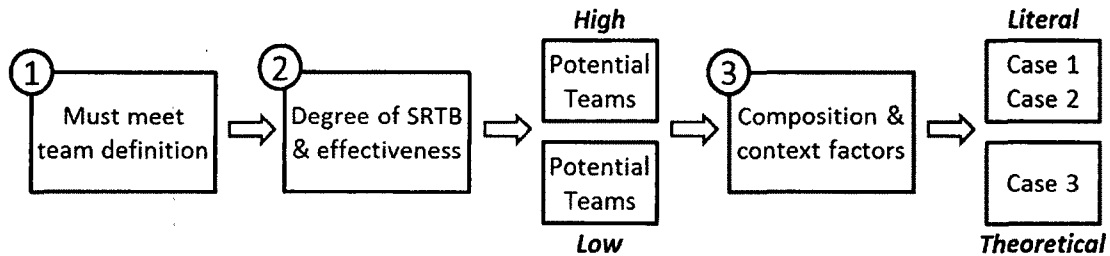 1
Must meet
team definition
2
Degree of SRTB
& effectiveness
High
Potential
Teams
Potential
Teams
Low
3
Composition &
context factors
Literal
Case 1
Case 2
Case 3
Theoretical